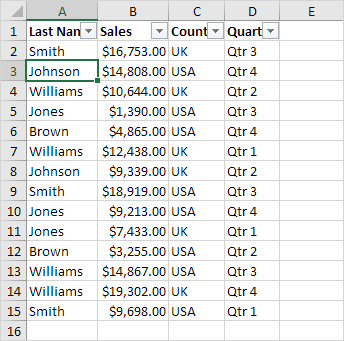 A B C D E
1 Last Nan Sales Count Quart
2 Smith $16,753.00 UK Qtr 3
3 Johnson $14,808.00 USA Qtr 4
4 Williams $10,644.00 UK Qtr 2
5 Jones $1,390.00 USA Qtr 3
6 Brown $4,865.00 USA Qtr 4
7 Williams $12,438.00 UK Qtr 1
8 Johnson $9,339.00 UK Qtr 2
9 Smith $18,919.00 USA Qtr 3
10 Jones $9,213.00 USA Qtr 4
11 Jones $7,433.00 UK Qtr 1
12 Brown $3,255.00 USA Qtr 2
13 Williams $14,867.00 USA Qtr 3
14 Williams $19,302.00 UK Qtr 4
15 Smith $9,698.00 USA Qtr 1
16